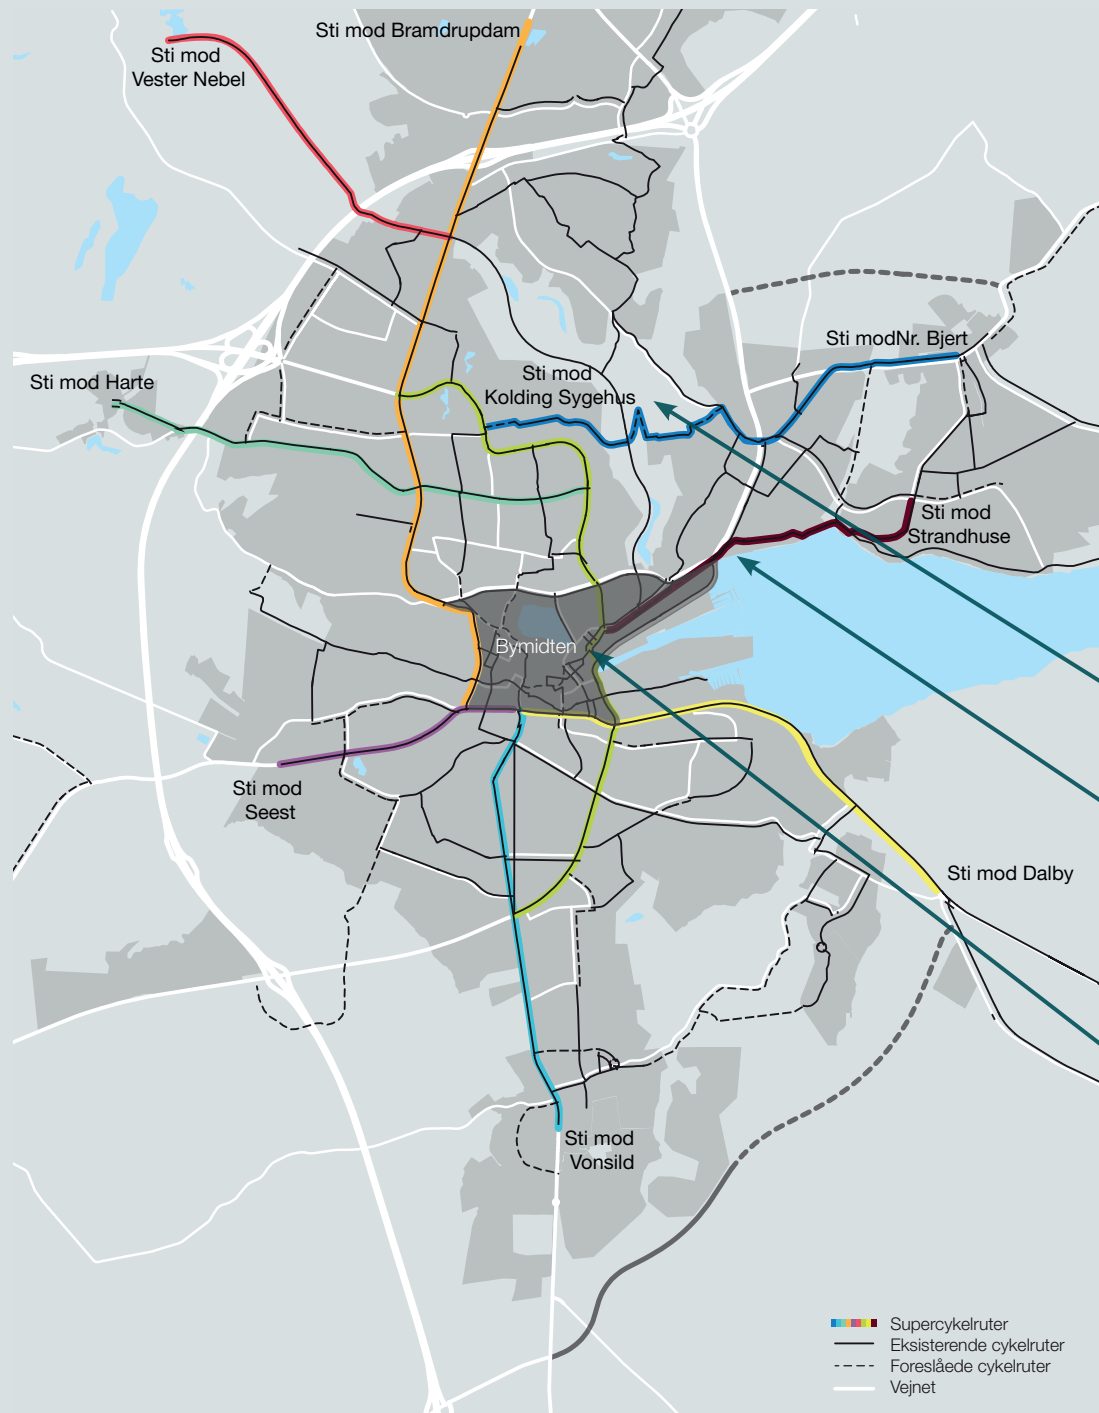 Sti mod Bramdrupdam
Sti mod
Vester Nebel
Sti modNr. Bjert
Sti mod
Kolding Sygehus
Sti mod Harte
Sti mod
Strandhuse
Bymidten
Sti mod
Seest
Sti mod Dalby
Sti mod
Vonsild
Supercykelruter
Eksisterende cykelruter
Foreslåede cykelruter
Vejnet